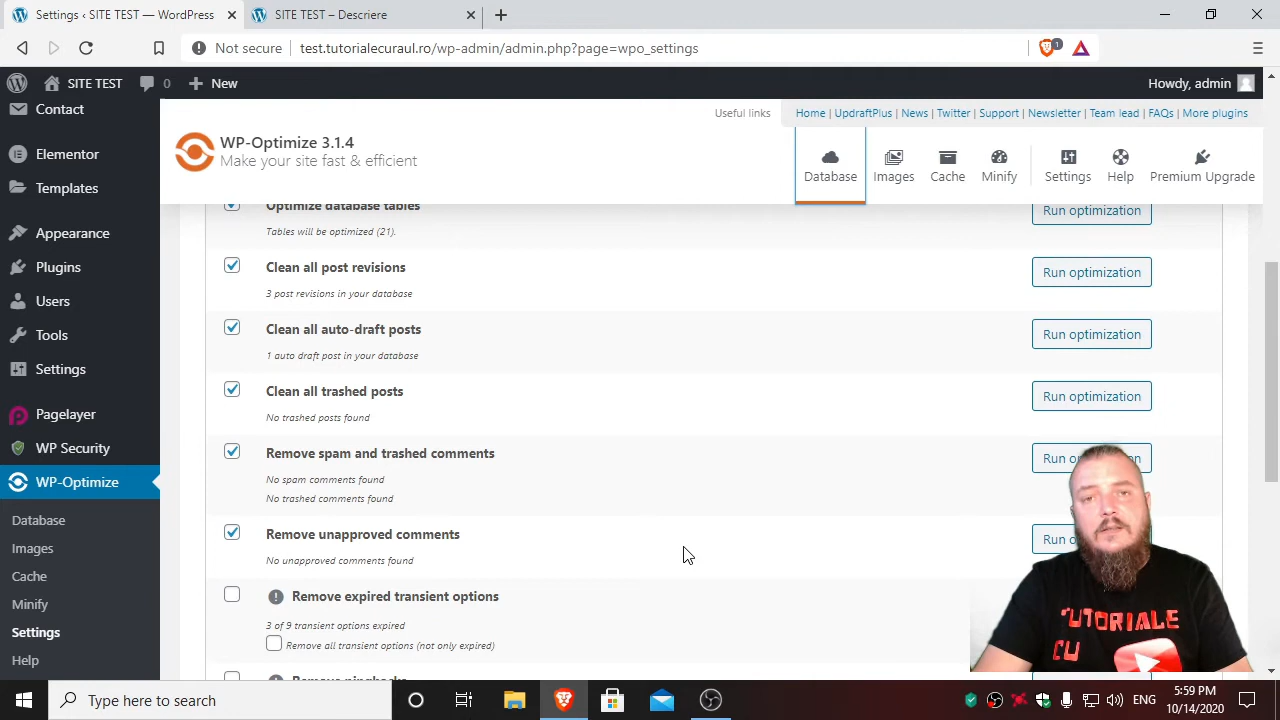 Settings ‹ SITE TEST — WordPress
SITE TEST – Descriere
Not secure
test.tutorialecuraul.ro/wp-admin/admin.php?page=wpo_settings
1
SITE TEST
0
New
Howdy, admin
Contact
Elementor
Templates
Appearance
Plugins
Users
Tools
Settings
Pagelayer
WP Security
WP-Optimize
Database
Images
Cache
Minify
Settings
Help
Useful links
Home | UpdraftPlus | News | Twitter | Support | Newsletter | Team lead | FAQs | More plugins
WP-Optimize 3.1.4
Make your site fast & efficient
Database
Images
Cache
Minify
Settings
Help
Premium Upgrade
Optimize database tables
Tables will be optimized (21).
Run optimization
Clean all post revisions
3 post revisions in your database
Run optimization
Clean all auto-draft posts
1 auto draft post in your database
Run optimization
Clean all trashed posts
No trashed posts found
Run optimization
Remove spam and trashed comments
No spam comments found
No trashed comments found
Remove unapproved comments
No unapproved comments found
Remove expired transient options
3 of 9 transient options expired
Remove all transient options (not only expired)
Remove pingbacks
TUTORIALE
CU
Type here to search
ENG
5:59 PM
10/14/2020